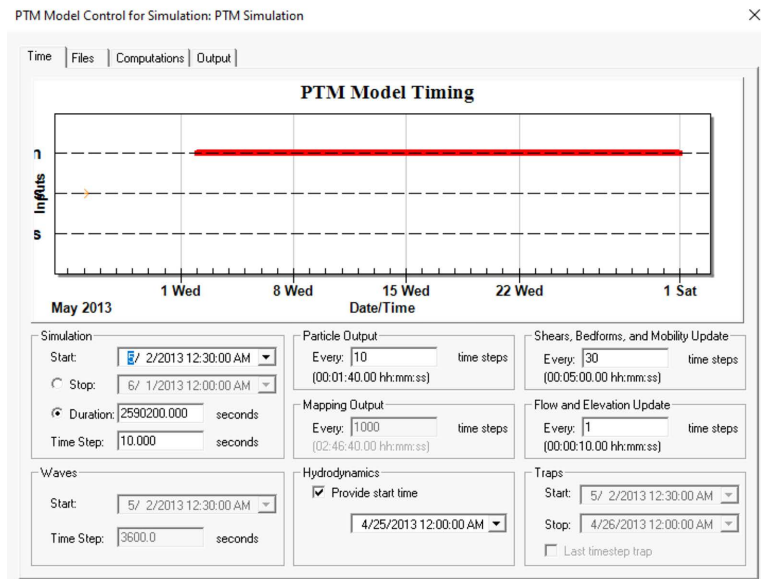 PTM Model Control for Simulation: PTM Simulation
Time Files Computations Output
PTM Model Timing
n
Inputs
s
1 Wed 8 Wed 15 Wed 22 Wed 1 Sat
May 2013 Date/Time
Simulation
Start: 5/ 2/2013 12:30:00 AM
Stop: 6/ 1/2013 12:00:00 AM
Duration: 2590200.000 seconds
Time Step: 10.000 seconds
Particle Output
Every: 10 time steps
(00:01:40.00 hh:mm:ss)
Shears, Bedforms, and Mobility Update
Every: 30 time steps
(00:05:00.00 hh:mm:ss)
Mapping Output
Every: 1000 time steps
(02:46:40.00 hh:mm:ss)
Flow and Elevation Update
Every: 1 time steps
(00:00:10.00 hh:mm:ss)
Waves
Start: 5/ 2/2013 12:30:00 AM
Time Step: 3600.0 seconds
Hydrodynamics
Provide start time
4/25/2013 12:00:00 AM
Traps
Start: 5/ 2/2013 12:30:00 AM
Stop: 4/26/2013 12:00:00 AM
Last timestep trap